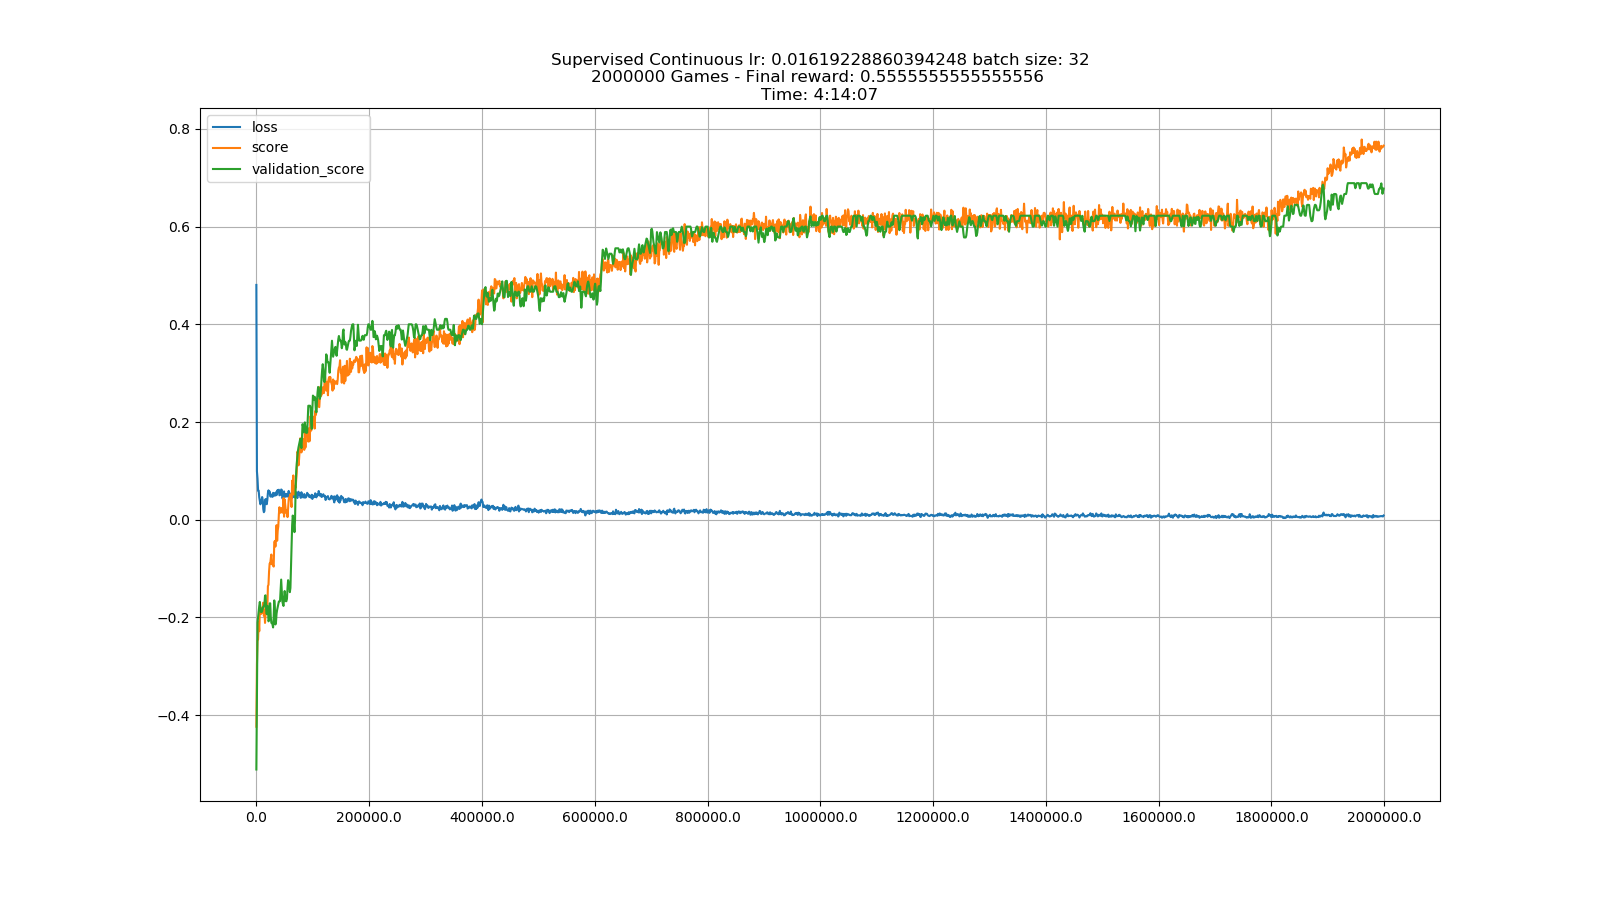 Supervised Continuous lr: 0.01619228860394248 batch size: 32
2000000 Games - Final reward: 0.5555555555555556
Time: 4:14:07
loss
score
validation_score
0.8
0.6
0.4
0.2
0.0
−0.2
−0.4
0.0 200000.0 400000.0 600000.0 800000.0 1000000.0 1200000.0 1400000.0 1600000.0 1800000.0 2000000.0